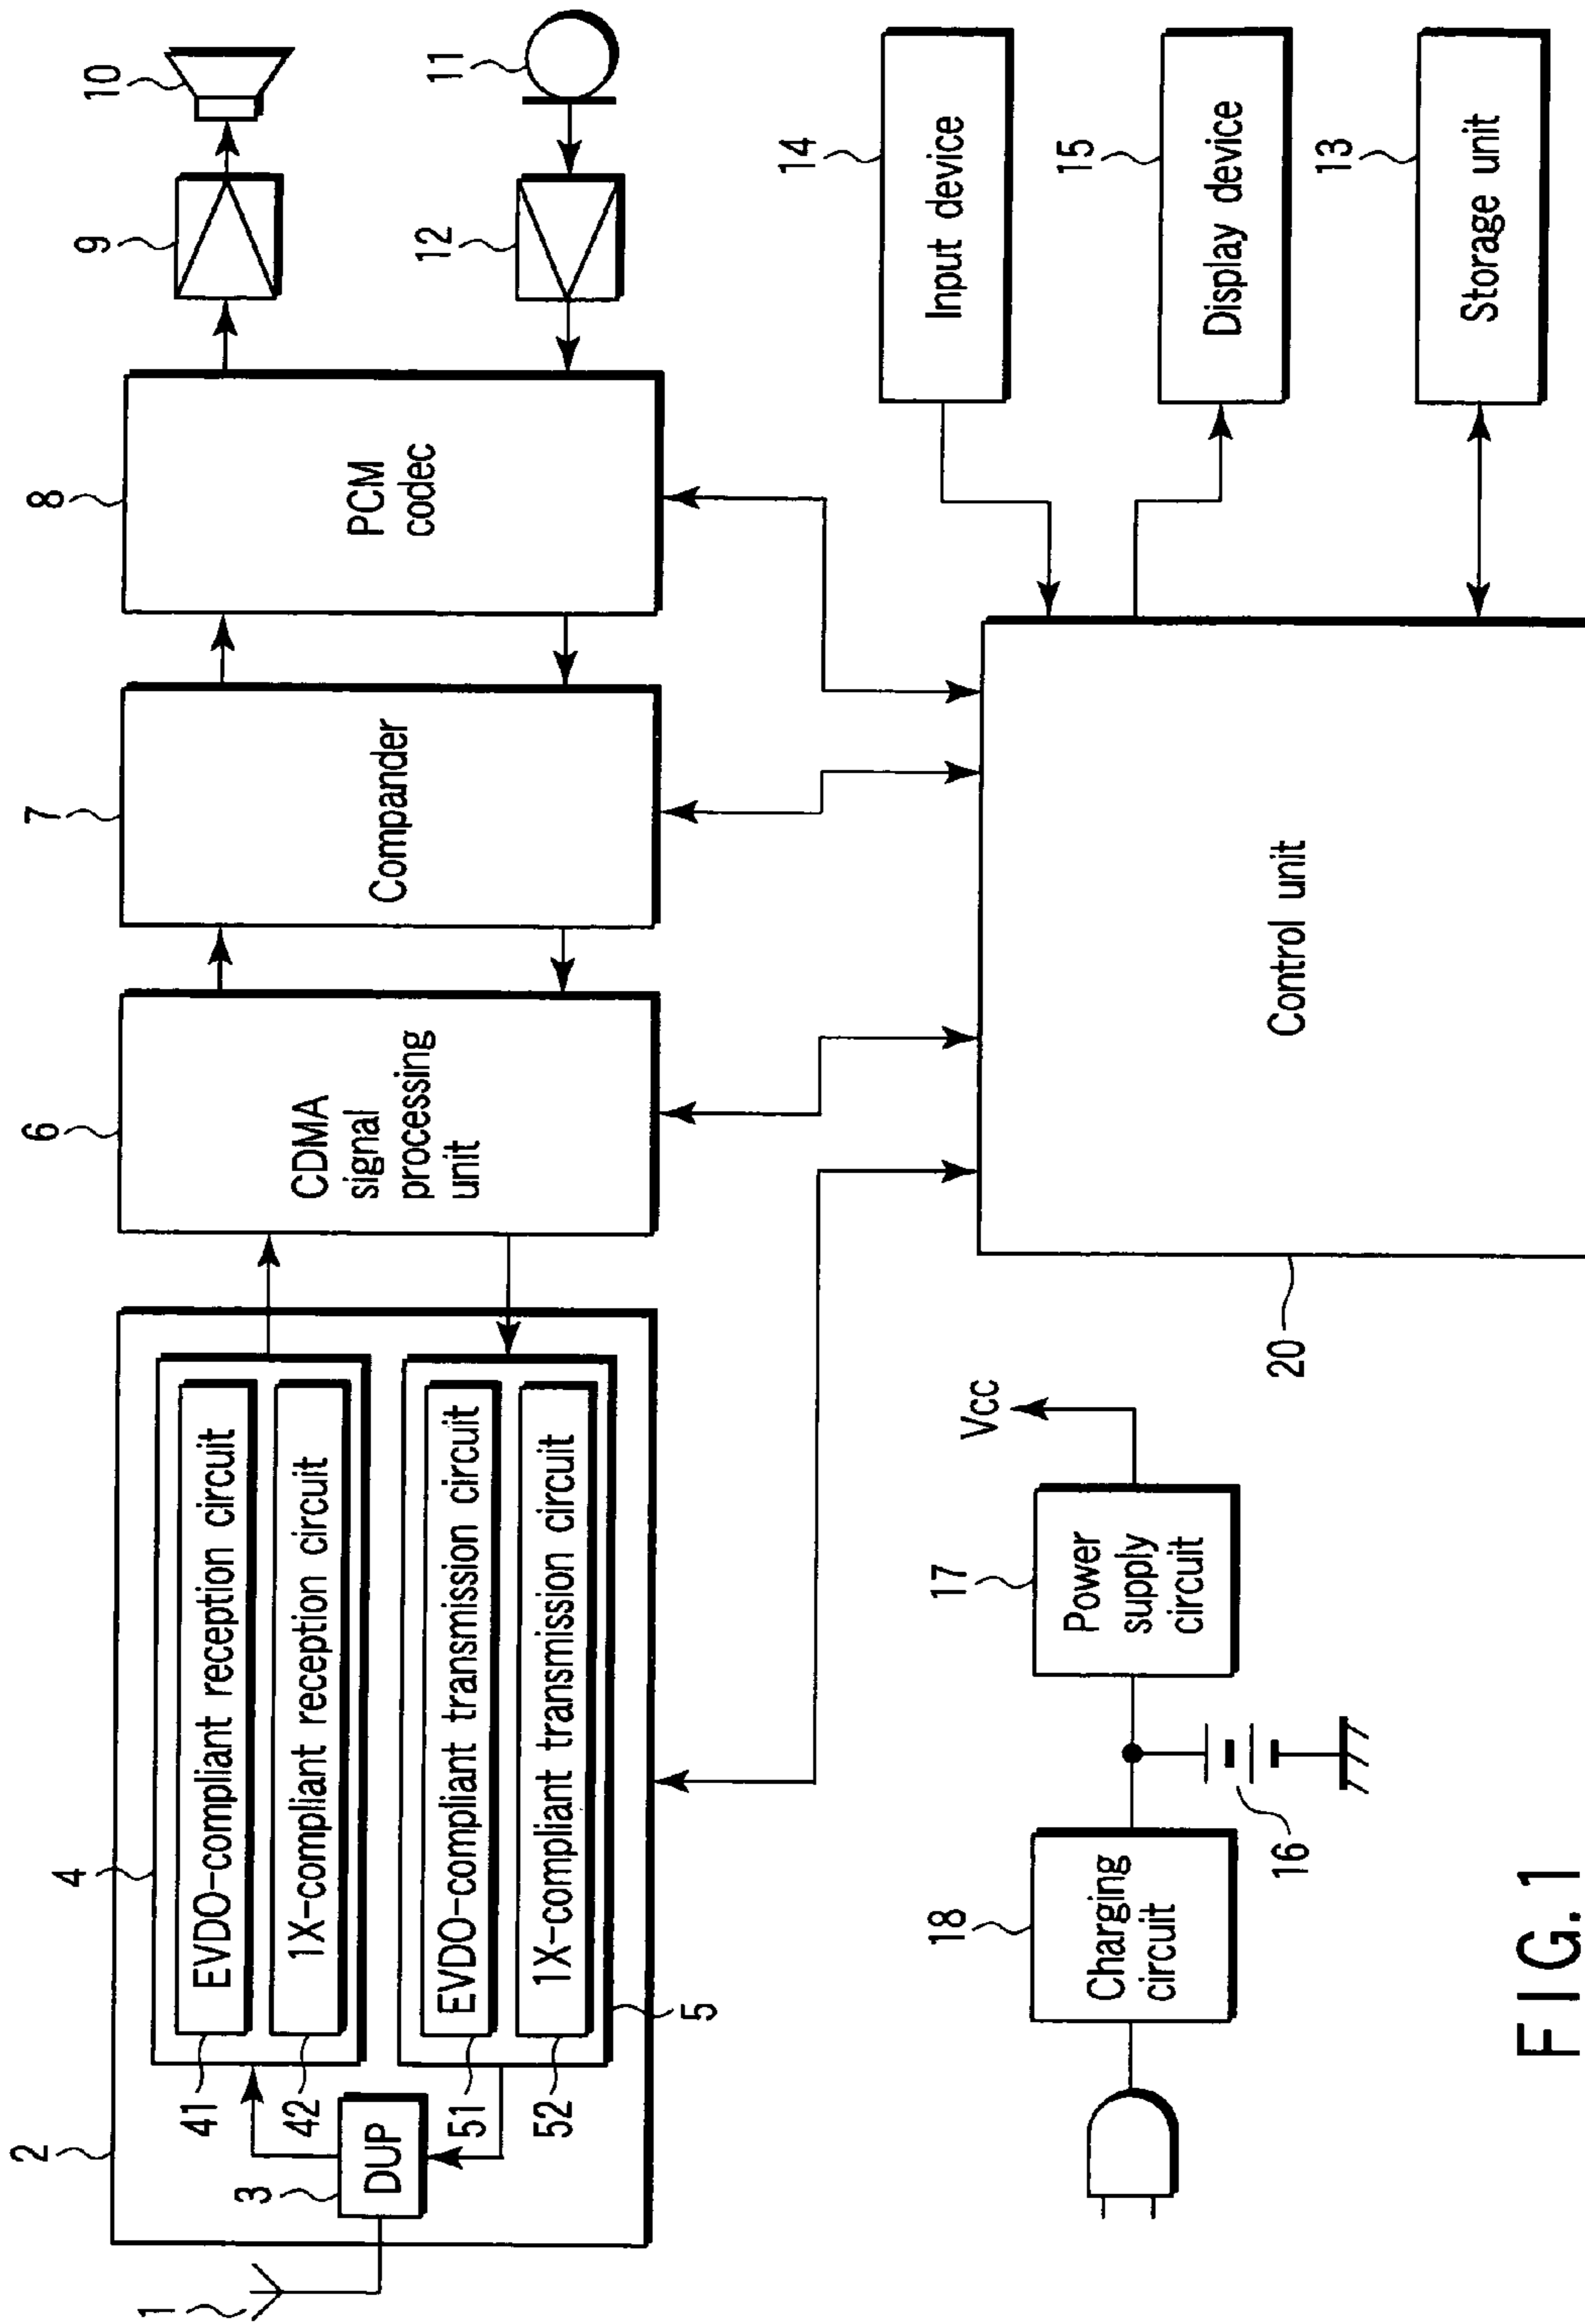 1
2
3
DUP
4
41
EVDO-compliant reception circuit
42
1X-compliant reception circuit
51
EVDO-compliant transmission circuit
52
1X-compliant transmission circuit
5
6
CDMA
signal
processing
unit
7
Compander
8
PCM
codec
9
10
11
12
14
Input device
15
Display device
13
Storage unit
Control unit
20
Vcc
17
Power
supply
circuit
16
18
Charging
circuit
FIG. 1